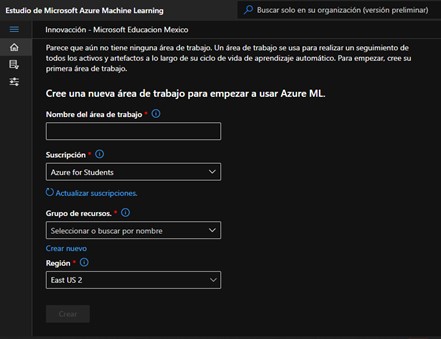 Estudio de Microsoft Azure Machine Learning
Buscar solo en su organización (versión preliminar)
Innovacción - Microsoft Educacion Mexico
Parece que aún no tiene ninguna área de trabajo. Un área de trabajo se usa para realizar un seguimiento de
todos los activos y artefactos a lo largo de su ciclo de vida de aprendizaje automático. Para empezar, cree su
primera área de trabajo.
Cree una nueva área de trabajo para empezar a usar Azure ML.
Nombre del área de trabajo *
Suscripción *
Azure for Students
Actualizar suscripciones.
Grupo de recursos. *
Seleccionar o buscar por nombre
Crear nuevo
Región *
East US 2
Crear